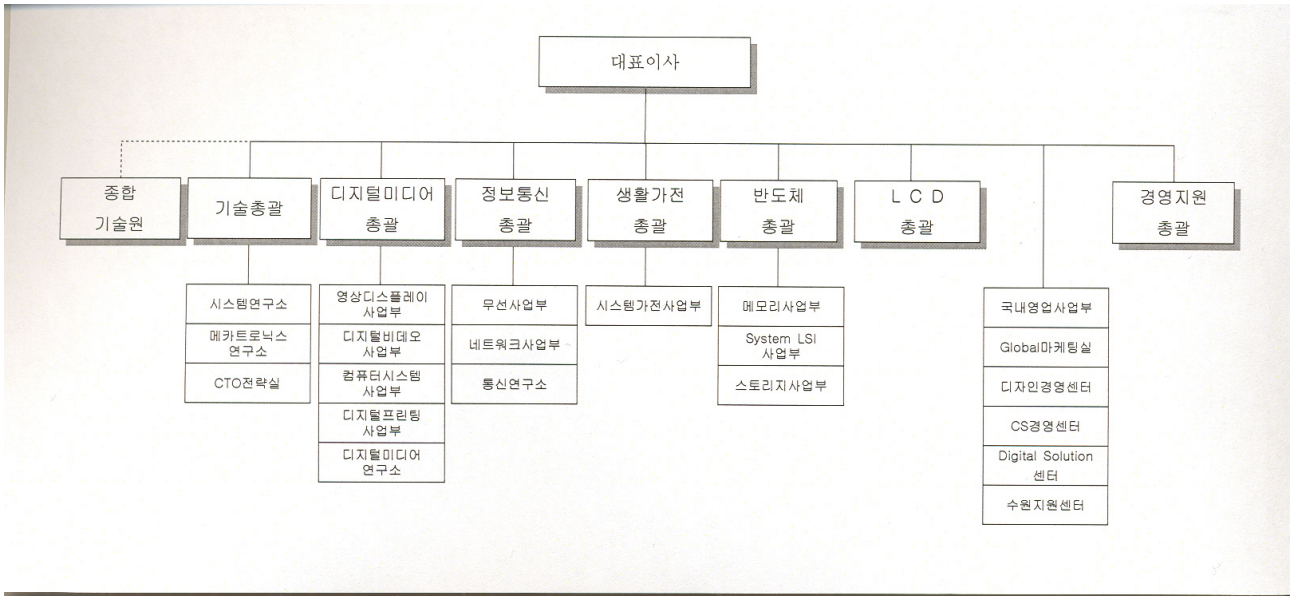 대표이사
종합
기술원
기술총괄
디지털미디어
총괄
정보통신
총괄
생활가전
총괄
반도체
총괄
L C D
총괄
경영지원
총괄
시스템연구소
메카트로닉스
연구소
CTO전략실
영상디스플레이
사업부
디지털비데오
사업부
컴퓨터시스템
사업부
디지털프린팅
사업부
디지털미디어
연구소
무선사업부
네트워크사업부
통신연구소
시스템가전사업부
메모리사업부
System LSI
사업부
스토리지사업부
국내영업사업부
Global마케팅실
디자인경영센터
CS경영센터
Digital Solution
센터
수원지원센터